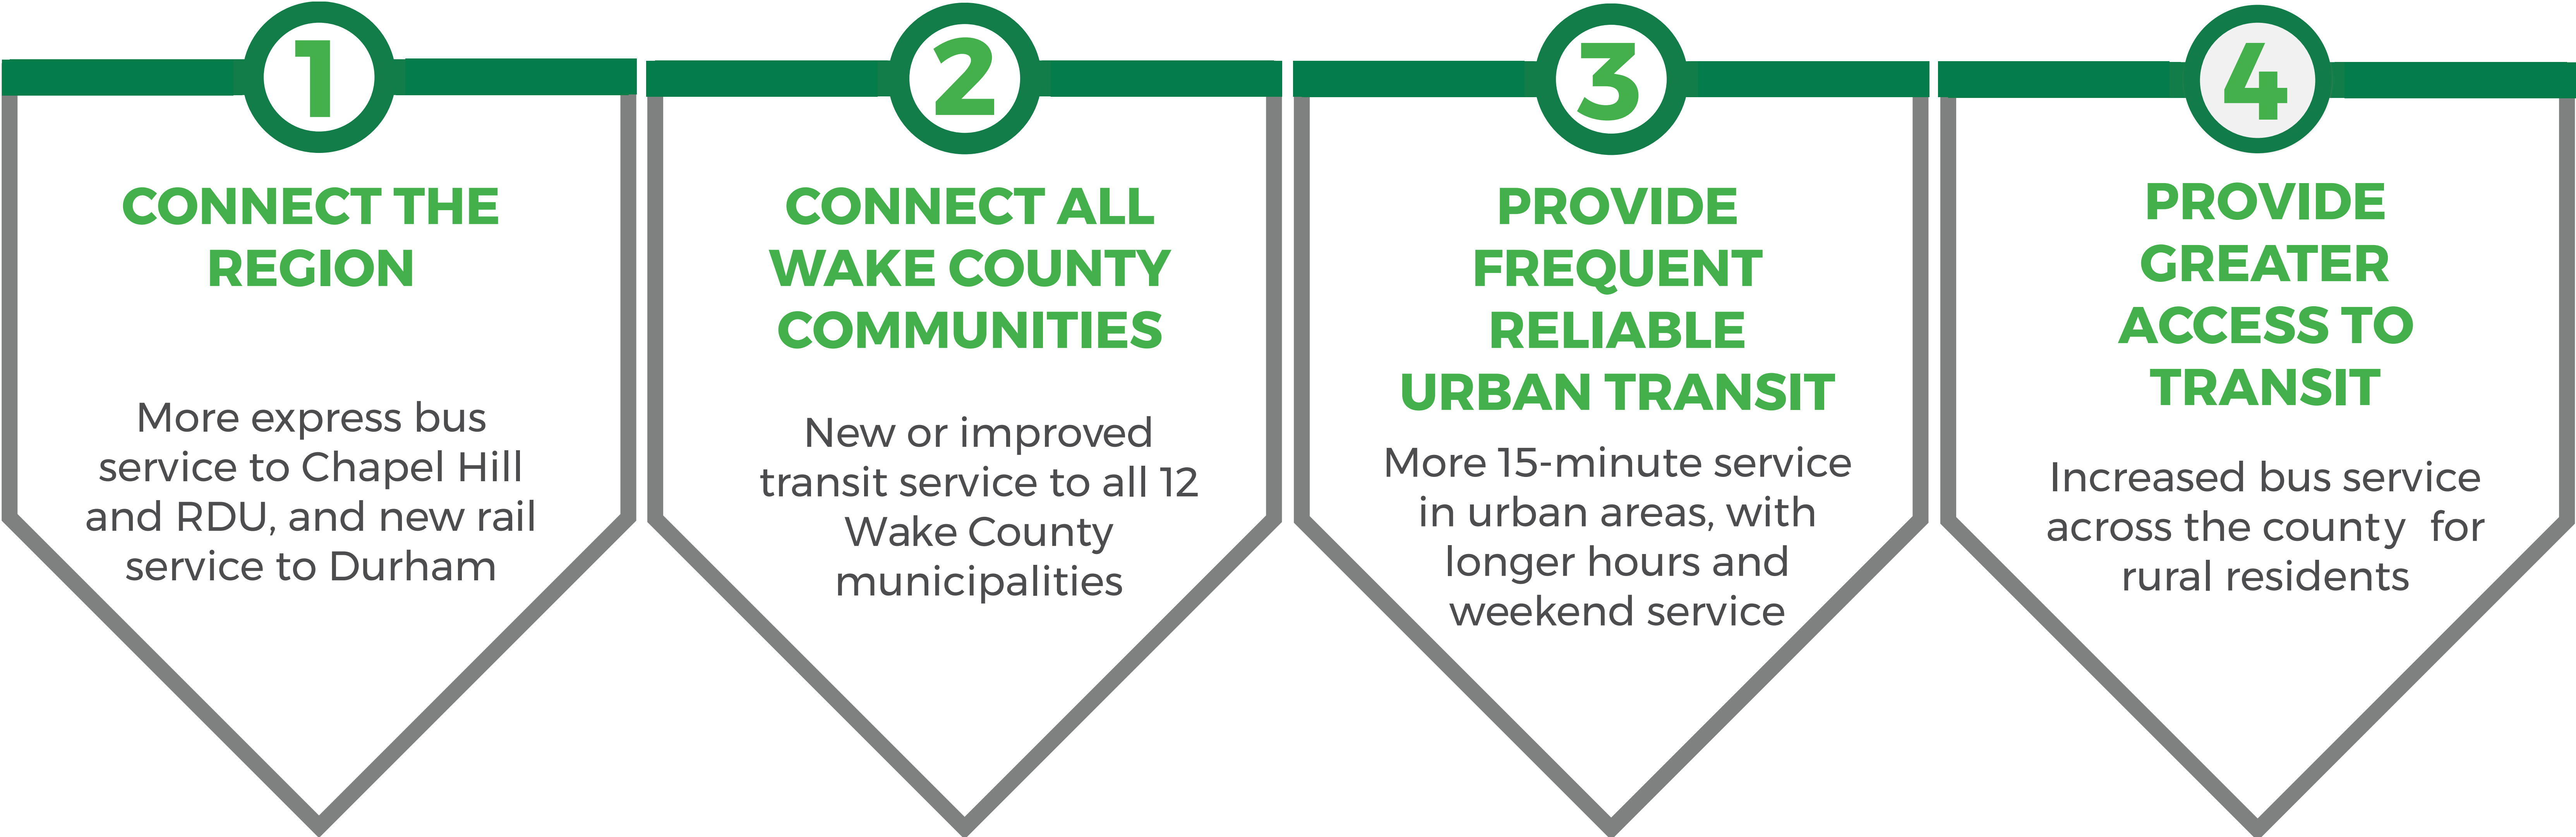 1
CONNECT THE
REGION
More express bus
service to Chapel Hill
and RDU, and new rail
service to Durham
2
CONNECT ALL
WAKE COUNTY
COMMUNITIES
New or improved
transit service to all 12
Wake County
municipalities
3
PROVIDE
FREQUENT
RELIABLE
URBAN TRANSIT
More 15-minute service
in urban areas, with
longer hours and
weekend service
4
PROVIDE
GREATER
ACCESS TO
TRANSIT
Increased bus service
across the county  for
rural residents